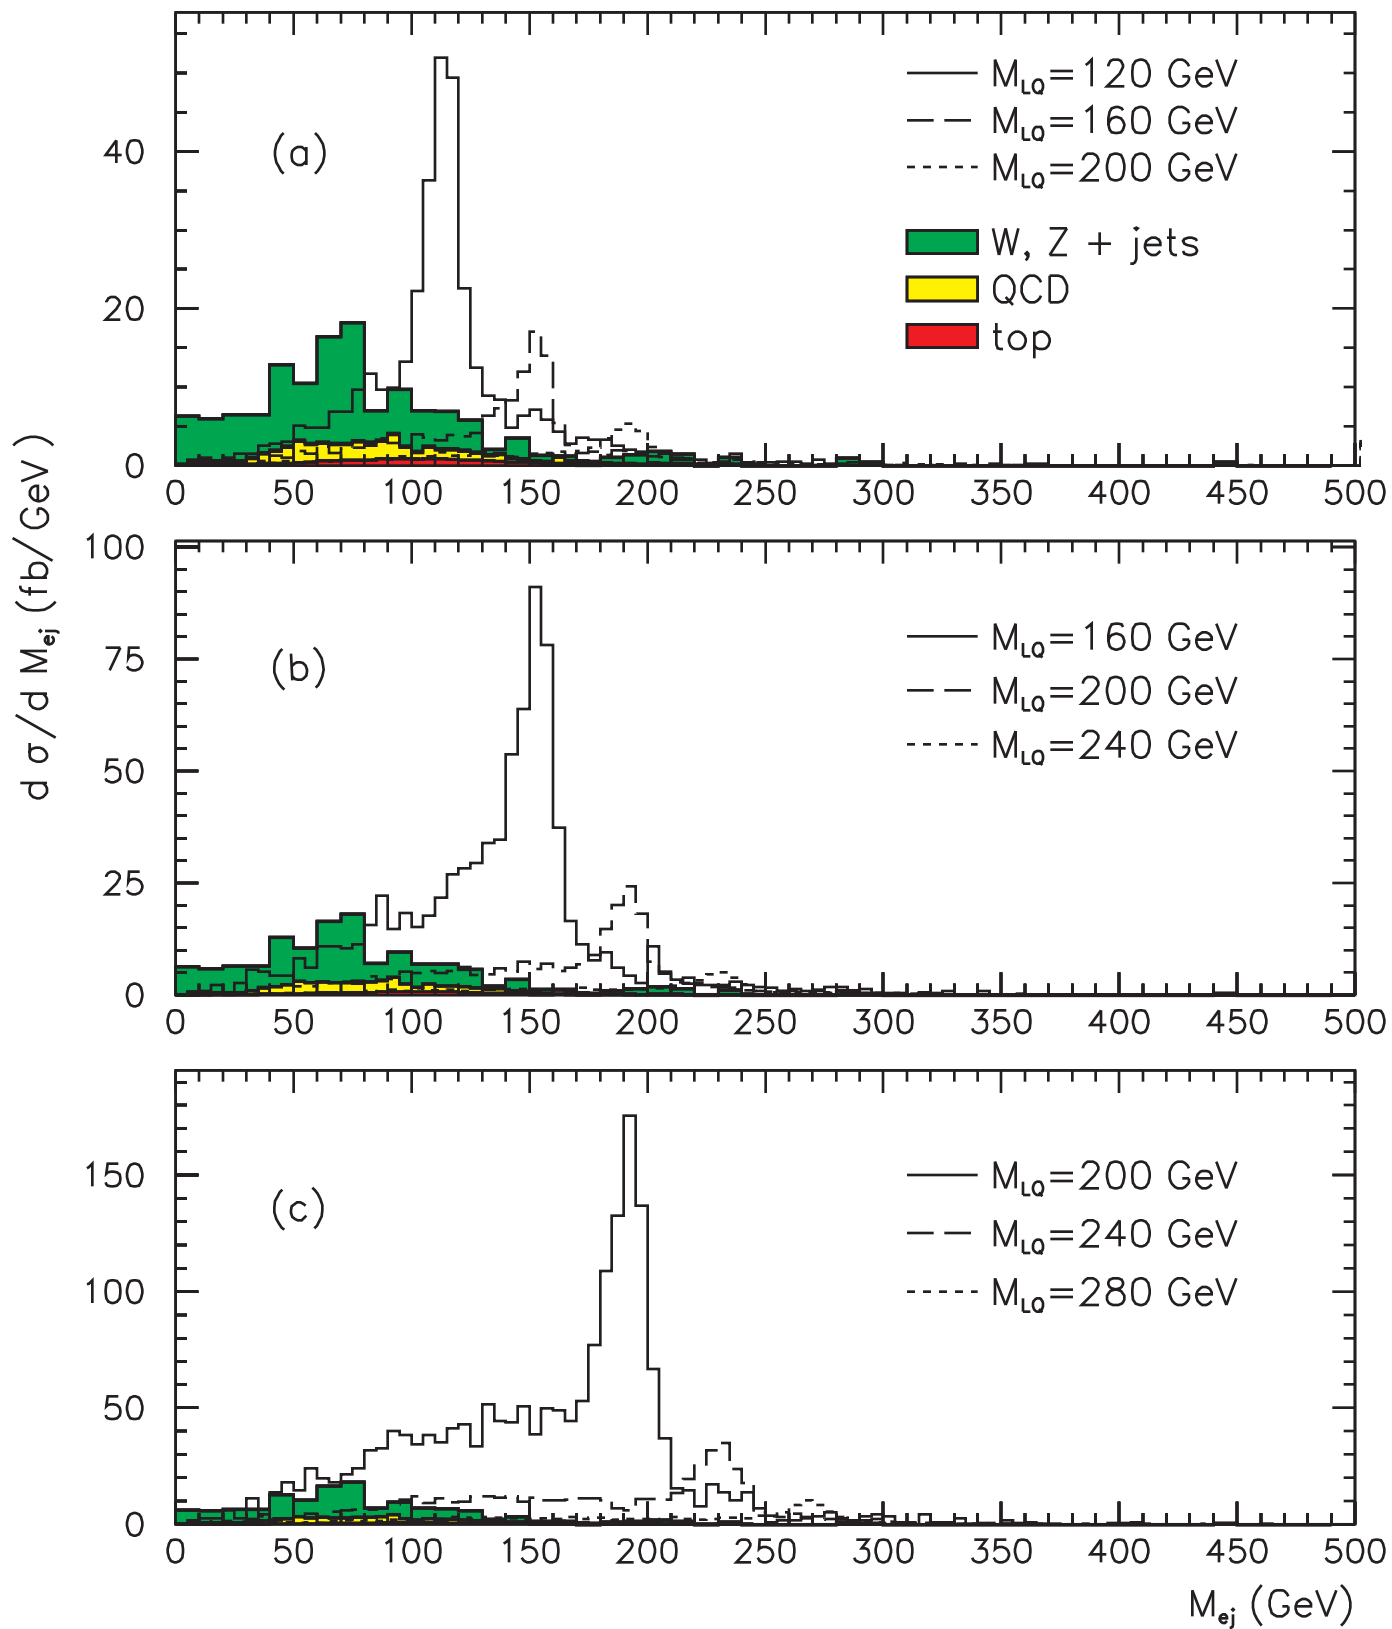 (a)
M_LQ=120 GeV
M_LQ=160 GeV
M_LQ=200 GeV
W, Z + jets
QCD
top
40
20
0
0 50 100 150 200 250 300 350 400 450 500
d σ/d M_ej (fb/GeV )
(b)
M_LQ=160 GeV
M_LQ=200 GeV
M_LQ=240 GeV
100
75
50
25
0
0 50 100 150 200 250 300 350 400 450 500
(c)
M_LQ=200 GeV
M_LQ=240 GeV
M_LQ=280 GeV
150
100
50
0
0 50 100 150 200 250 300 350 400 450 500
M_ej (GeV)